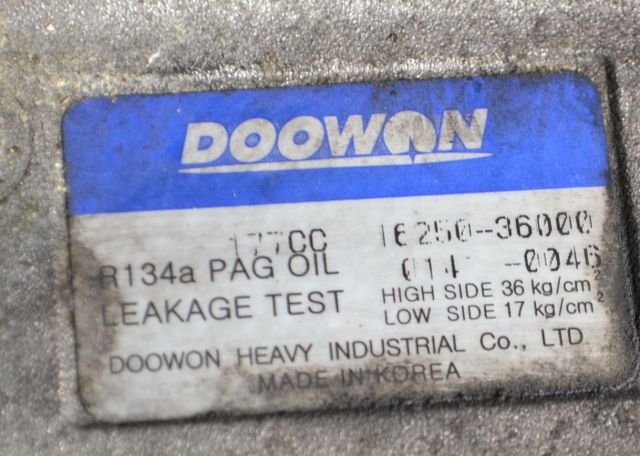 DOOWON
177CC 16250-36000
R134a PAG OIL -0046
LEAKAGE TEST HIGH SIDE 36 kg/cm²
LOW SIDE 17 kg/cm²
DOOWON HEAVY INDUSTRIAL Co., LTD
MADE IN KOREA